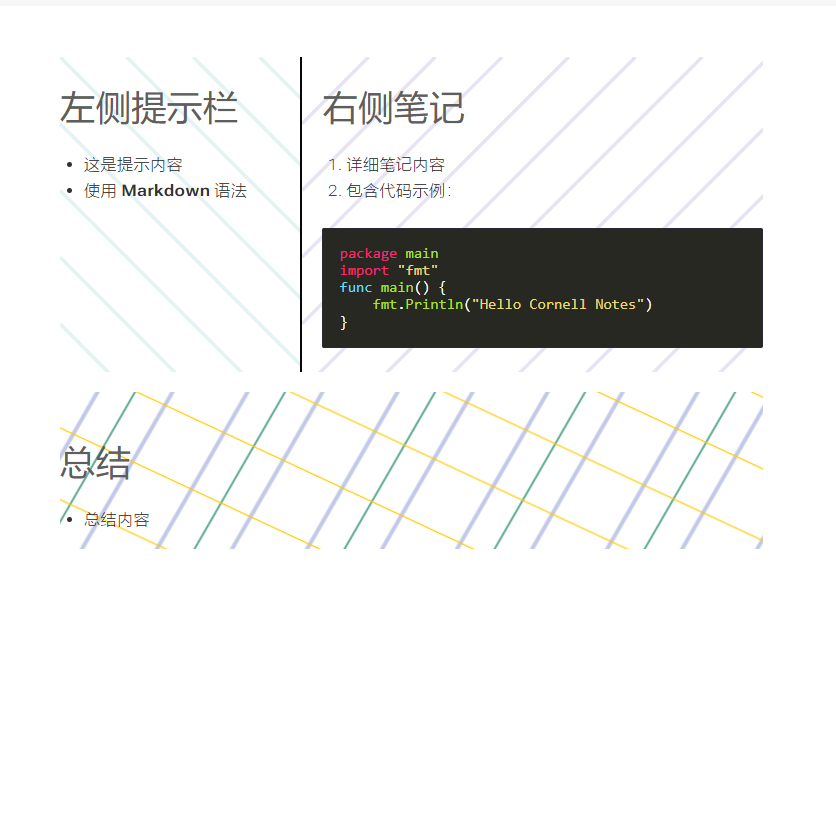 左侧提示栏
• 这是提示内容
• 使用 Markdown 语法
右侧笔记
1. 详细笔记内容
2. 包含代码示例：
package main
import "fmt"
func main() {
    fmt.Println("Hello Cornell Notes")
}
总结
• 总结内容